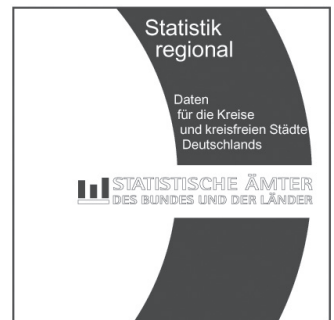 Statistik
regional
Daten
für die Kreise
und kreisfreien Städte
Deutschlands
STATISTISCHE ÄMTER
DES BUNDES UND DER LÄNDER